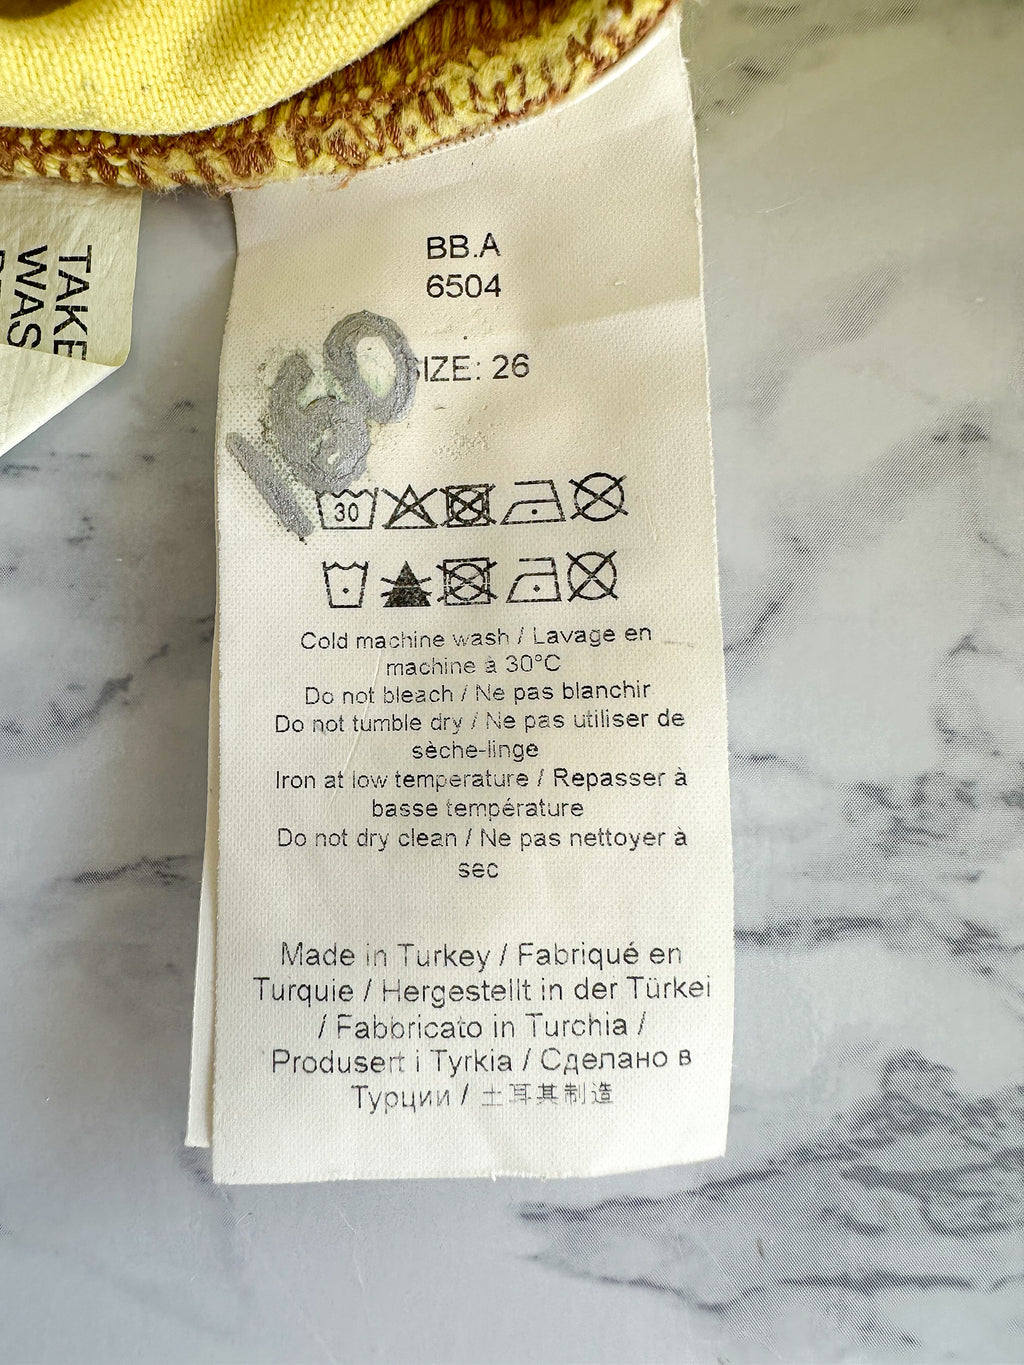 TAKE
WAS
BB.A
6504
SIZE: 26
160
30
Cold machine wash / Lavage en
machine à 30°C
Do not bleach / Ne pas blanchir
Do not tumble dry / Ne pas utiliser de
sèche-linge
Iron at low temperature / Repasser à
basse température
Do not dry clean / Ne pas nettoyer à
sec
Made in Turkey / Fabriqué en
Turquie / Hergestellt in der Türkei
/ Fabbricato in Turchia /
Produsert i Tyrkia / Сделано в
Турции / 土耳其制造